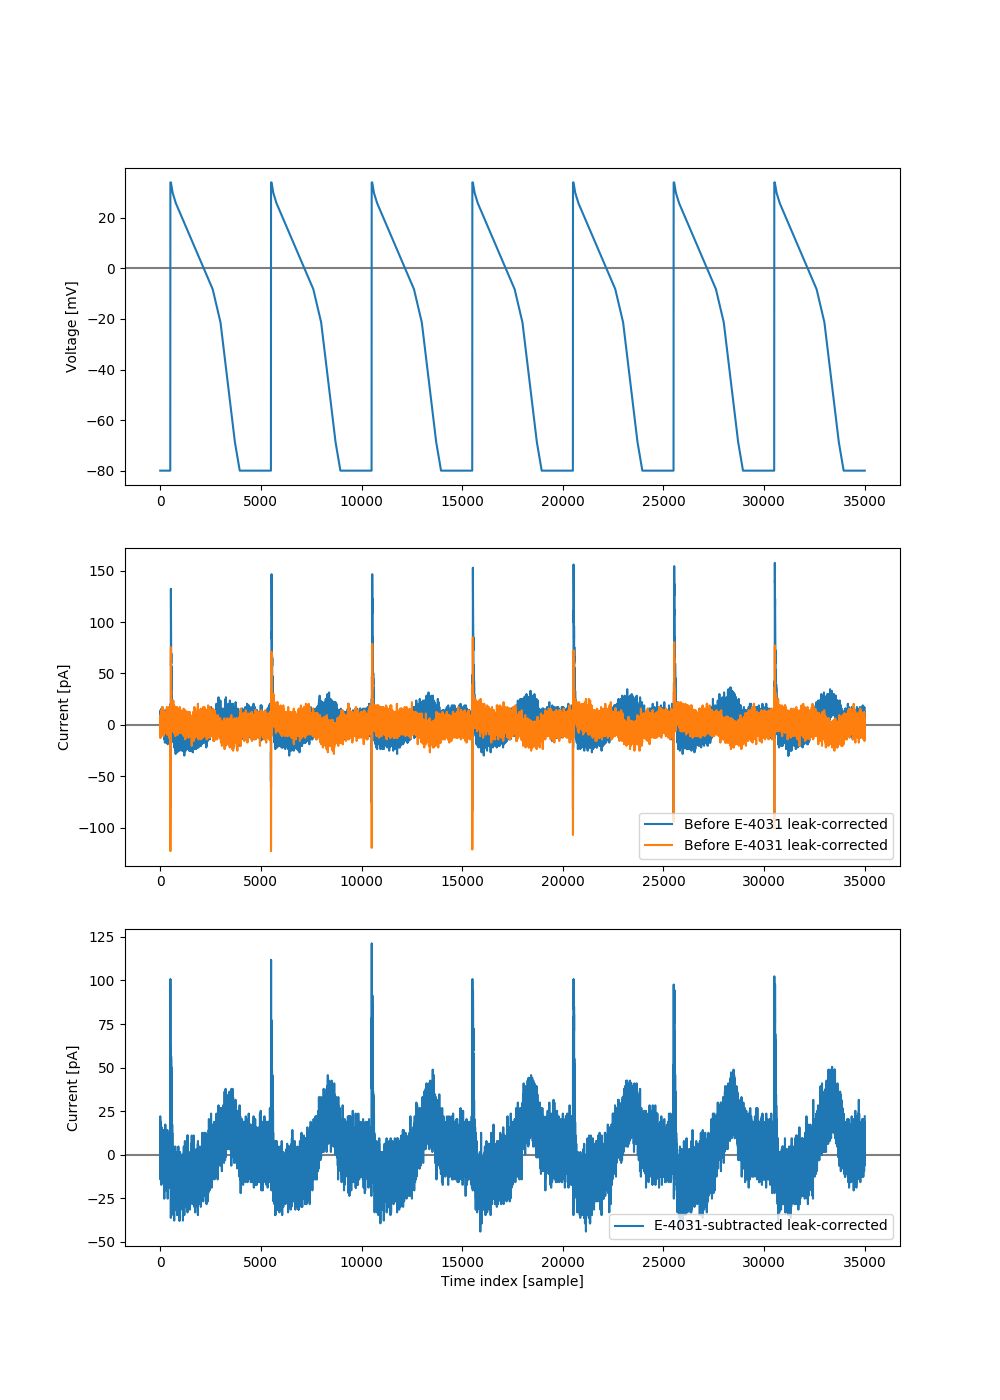 Voltage [mV]
20
0
−20
−40
−60
−80
0 5000 10000 15000 20000 25000 30000 35000
Current [pA]
150
100
50
0
−50
−100
Before E-4031 leak-corrected
Before E-4031 leak-corrected
0 5000 10000 15000 20000 25000 30000 35000
Current [pA]
125
100
75
50
25
0
−25
−50
E-4031-subtracted leak-corrected
0 5000 10000 15000 20000 25000 30000 35000
Time index [sample]